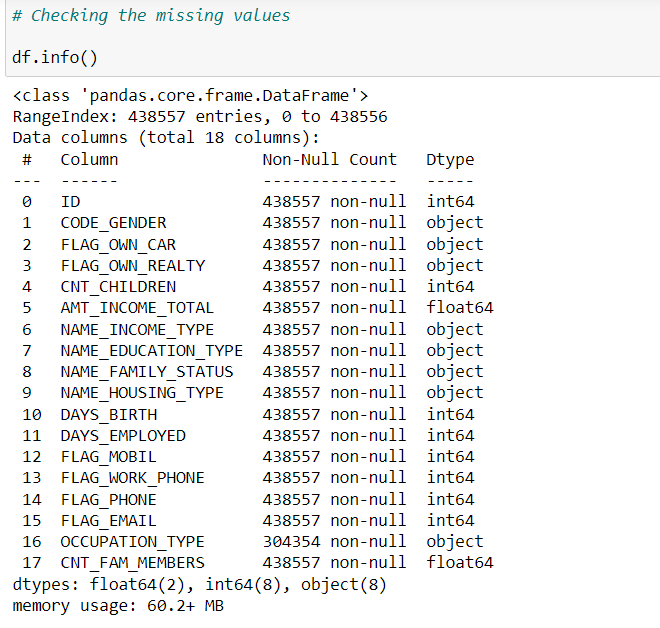 # Checking the missing values
df.info()
<class 'pandas.core.frame.DataFrame'>
RangeIndex: 438557 entries, 0 to 438556
Data columns (total 18 columns):
 #   Column               Non-Null Count   Dtype
---  ------               --------------   -----
 0   ID                   438557 non-null  int64
 1   CODE_GENDER          438557 non-null  object
 2   FLAG_OWN_CAR         438557 non-null  object
 3   FLAG_OWN_REALTY      438557 non-null  object
 4   CNT_CHILDREN         438557 non-null  int64
 5   AMT_INCOME_TOTAL     438557 non-null  float64
 6   NAME_INCOME_TYPE     438557 non-null  object
 7   NAME_EDUCATION_TYPE  438557 non-null  object
 8   NAME_FAMILY_STATUS   438557 non-null  object
 9   NAME_HOUSING_TYPE    438557 non-null  object
 10  DAYS_BIRTH           438557 non-null  int64
 11  DAYS_EMPLOYED        438557 non-null  int64
 12  FLAG_MOBIL           438557 non-null  int64
 13  FLAG_WORK_PHONE      438557 non-null  int64
 14  FLAG_PHONE           438557 non-null  int64
 15  FLAG_EMAIL           438557 non-null  int64
 16  OCCUPATION_TYPE      304354 non-null  object
 17  CNT_FAM_MEMBERS      438557 non-null  float64
dtypes: float64(2), int64(8), object(8)
memory usage: 60.2+ MB